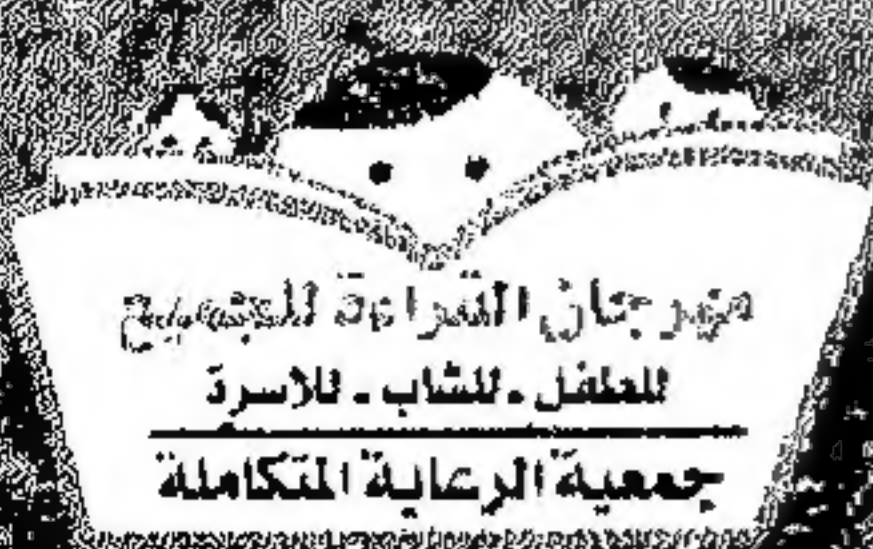 مهرجان القراءة للجميع
للطفل - للشاب - للاسرة
جمعية الرعاية المتكاملة